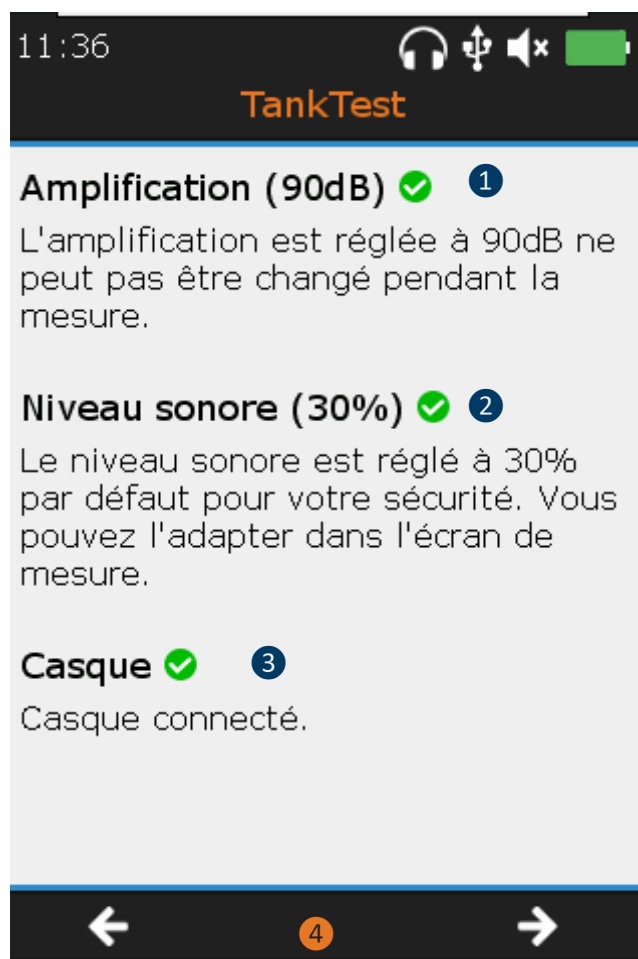 11:36
TankTest
Amplification (90dB) 1
L'amplification est réglée à 90dB ne
peut pas être changé pendant la
mesure.
Niveau sonore (30%) 2
Le niveau sonore est réglé à 30%
par défaut pour votre sécurité. Vous
pouvez l'adapter dans l'écran de
mesure.
Casque 3
Casque connecté.
4